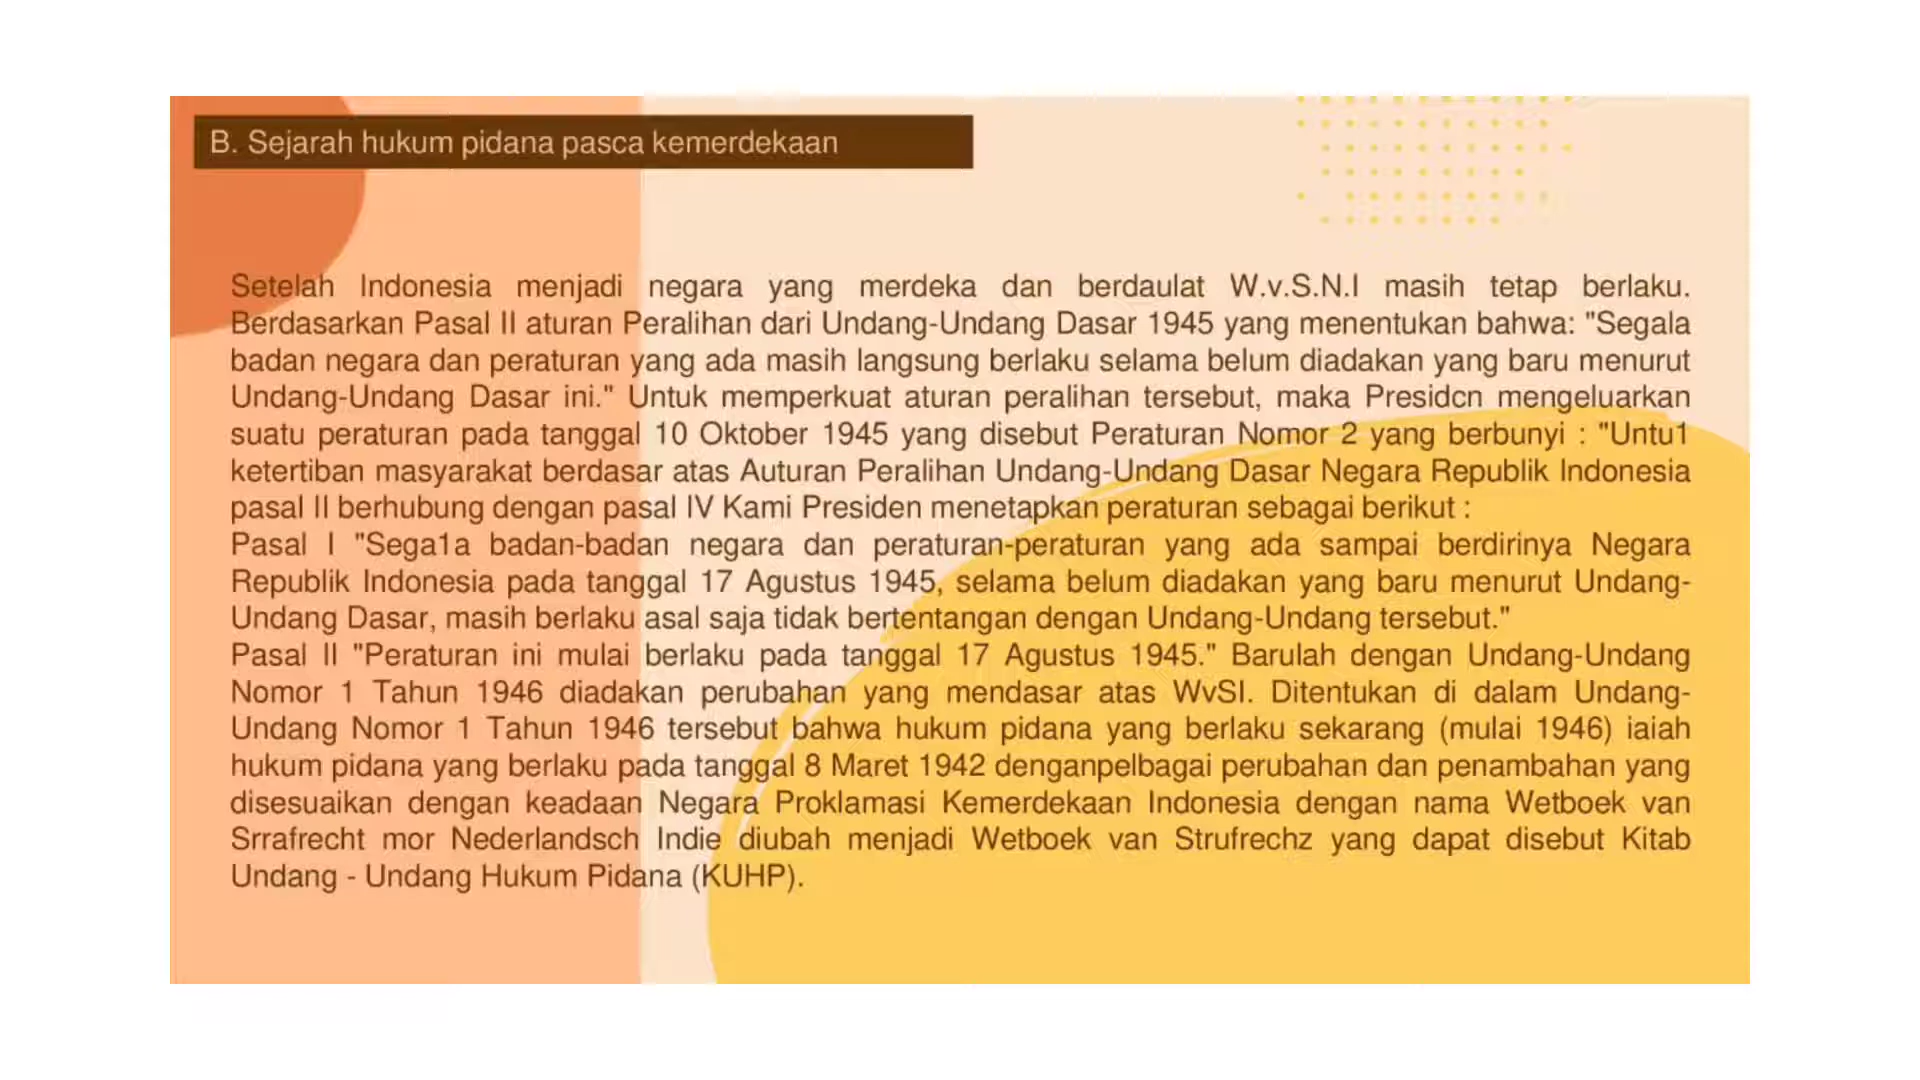 B. Sejarah hukum pidana pasca kemerdekaan
Setelah Indonesia menjadi negara yang merdeka dan berdaulat W.v.S.N.I masih tetap berlaku.
Berdasarkan Pasal II aturan Peralihan dari Undang-Undang Dasar 1945 yang menentukan bahwa: "Segala
badan negara dan peraturan yang ada masih langsung berlaku selama belum diadakan yang baru menurut
Undang-Undang Dasar ini." Untuk memperkuat aturan peralihan tersebut, maka Presidcn mengeluarkan
suatu peraturan pada tanggal 10 Oktober 1945 yang disebut Peraturan Nomor 2 yang berbunyi : "Untu1
ketertiban masyarakat berdasar atas Auturan Peralihan Undang-Undang Dasar Negara Republik Indonesia
pasal II berhubung dengan pasal IV Kami Presiden menetapkan peraturan sebagai berikut :
Pasal I "Sega1a badan-badan negara dan peraturan-peraturan yang ada sampai berdirinya Negara
Republik Indonesia pada tanggal 17 Agustus 1945, selama belum diadakan yang baru menurut Undang-
Undang Dasar, masih berlaku asal saja tidak bertentangan dengan Undang-Undang tersebut."
Pasal II "Peraturan ini mulai berlaku pada tanggal 17 Agustus 1945." Barulah dengan Undang-Undang
Nomor 1 Tahun 1946 diadakan perubahan yang mendasar atas WvSI. Ditentukan di dalam Undang-
Undang Nomor 1 Tahun 1946 tersebut bahwa hukum pidana yang berlaku sekarang (mulai 1946) iaiah
hukum pidana yang berlaku pada tanggal 8 Maret 1942 denganpelbagai perubahan dan penambahan yang
disesuaikan dengan keadaan Negara Proklamasi Kemerdekaan Indonesia dengan nama Wetboek van
Srrafrecht mor Nederlandsch Indie diubah menjadi Wetboek van Strufrechz yang dapat disebut Kitab
Undang - Undang Hukum Pidana (KUHP).